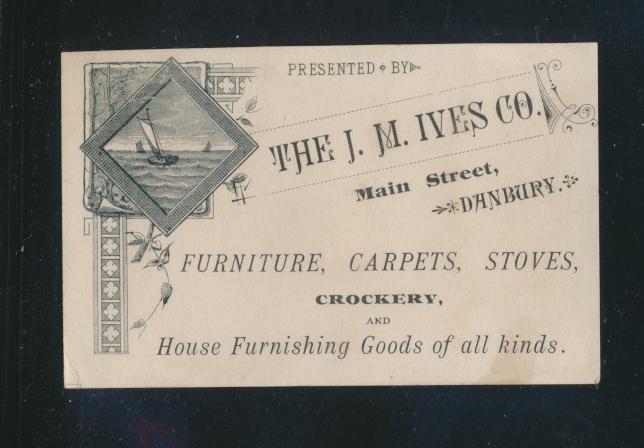 PRESENTED BY
THE J. M. IVES CO.
Main Street,
DANBURY.
FURNITURE, CARPETS, STOVES,
CROCKERY,
AND
House Furnishing Goods of all kinds.